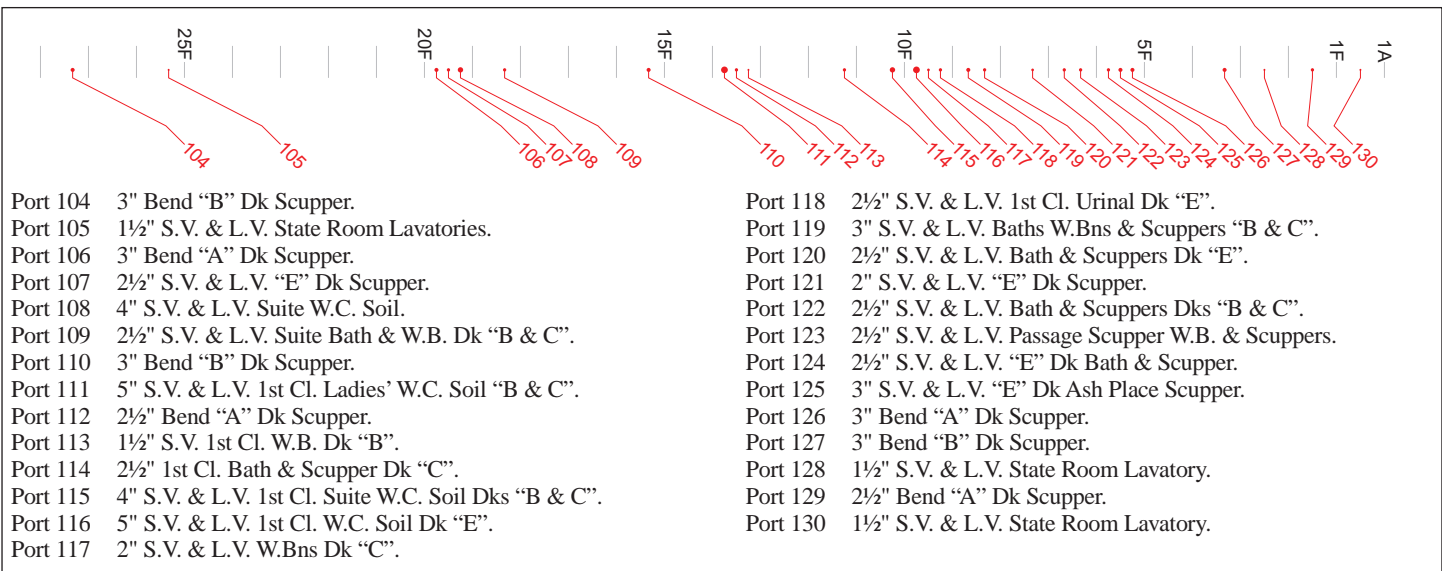 25F 20F 15F 10F 5F 1F 1A
104 105 106 107 108 109 110 111 112 113 114 115 116 117 118 119 120 121 122 123 124 125 126 127 128 129 130
Port 104 3" Bend “B” Dk Scupper.
Port 105 1½" S.V. & L.V. State Room Lavatories.
Port 106 3" Bend “A” Dk Scupper.
Port 107 2½" S.V. & L.V. “E” Dk Scupper.
Port 108 4" S.V. & L.V. Suite W.C. Soil.
Port 109 2½" S.V. & L.V. Suite Bath & W.B. Dk “B & C”.
Port 110 3" Bend “B” Dk Scupper.
Port 111 5" S.V. & L.V. 1st Cl. Ladies’ W.C. Soil “B & C”.
Port 112 2½" Bend “A” Dk Scupper.
Port 113 1½" S.V. 1st Cl. W.B. Dk “B”.
Port 114 2½" 1st Cl. Bath & Scupper Dk “C”.
Port 115 4" S.V. & L.V. 1st Cl. Suite W.C. Soil Dks “B & C”.
Port 116 5" S.V. & L.V. 1st Cl. W.C. Soil Dk “E”.
Port 117 2" S.V. & L.V. W.Bns Dk “C”.
Port 118 2½" S.V. & L.V. 1st Cl. Urinal Dk “E”.
Port 119 3" S.V. & L.V. Baths W.Bns & Scuppers “B & C”.
Port 120 2½" S.V. & L.V. Bath & Scuppers Dk “E”.
Port 121 2" S.V. & L.V. “E” Dk Scupper.
Port 122 2½" S.V. & L.V. Bath & Scuppers Dks “B & C”.
Port 123 2½" S.V. & L.V. Passage Scupper W.B. & Scuppers.
Port 124 2½" S.V. & L.V. “E” Dk Bath & Scupper.
Port 125 3" S.V. & L.V. “E” Dk Ash Place Scupper.
Port 126 3" Bend “A” Dk Scupper.
Port 127 3" Bend “B” Dk Scupper.
Port 128 1½" S.V. & L.V. State Room Lavatory.
Port 129 2½" Bend “A” Dk Scupper.
Port 130 1½" S.V. & L.V. State Room Lavatory.